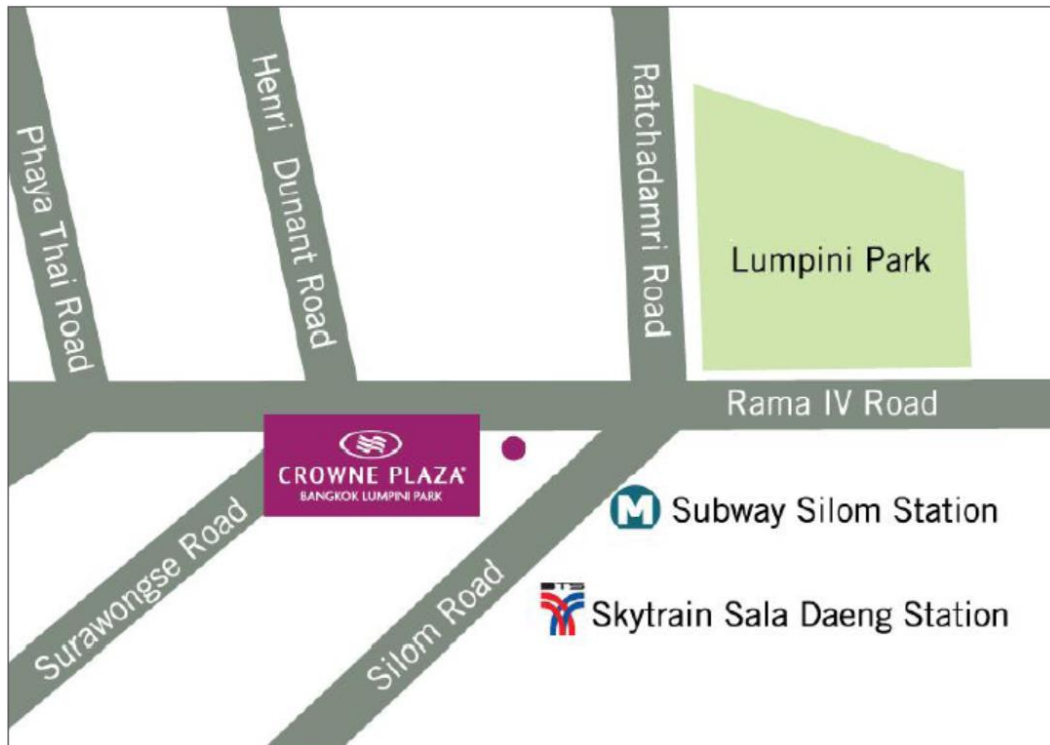 Phaya Thai Road
Henri Dunant Road
Ratchadamri Road
Lumpini Park
Rama IV Road
CROWNE PLAZA®
BANGKOK LUMPINI PARK
Surawongse Road
Silom Road
M Subway Silom Station
BTS
Skytrain Sala Daeng Station